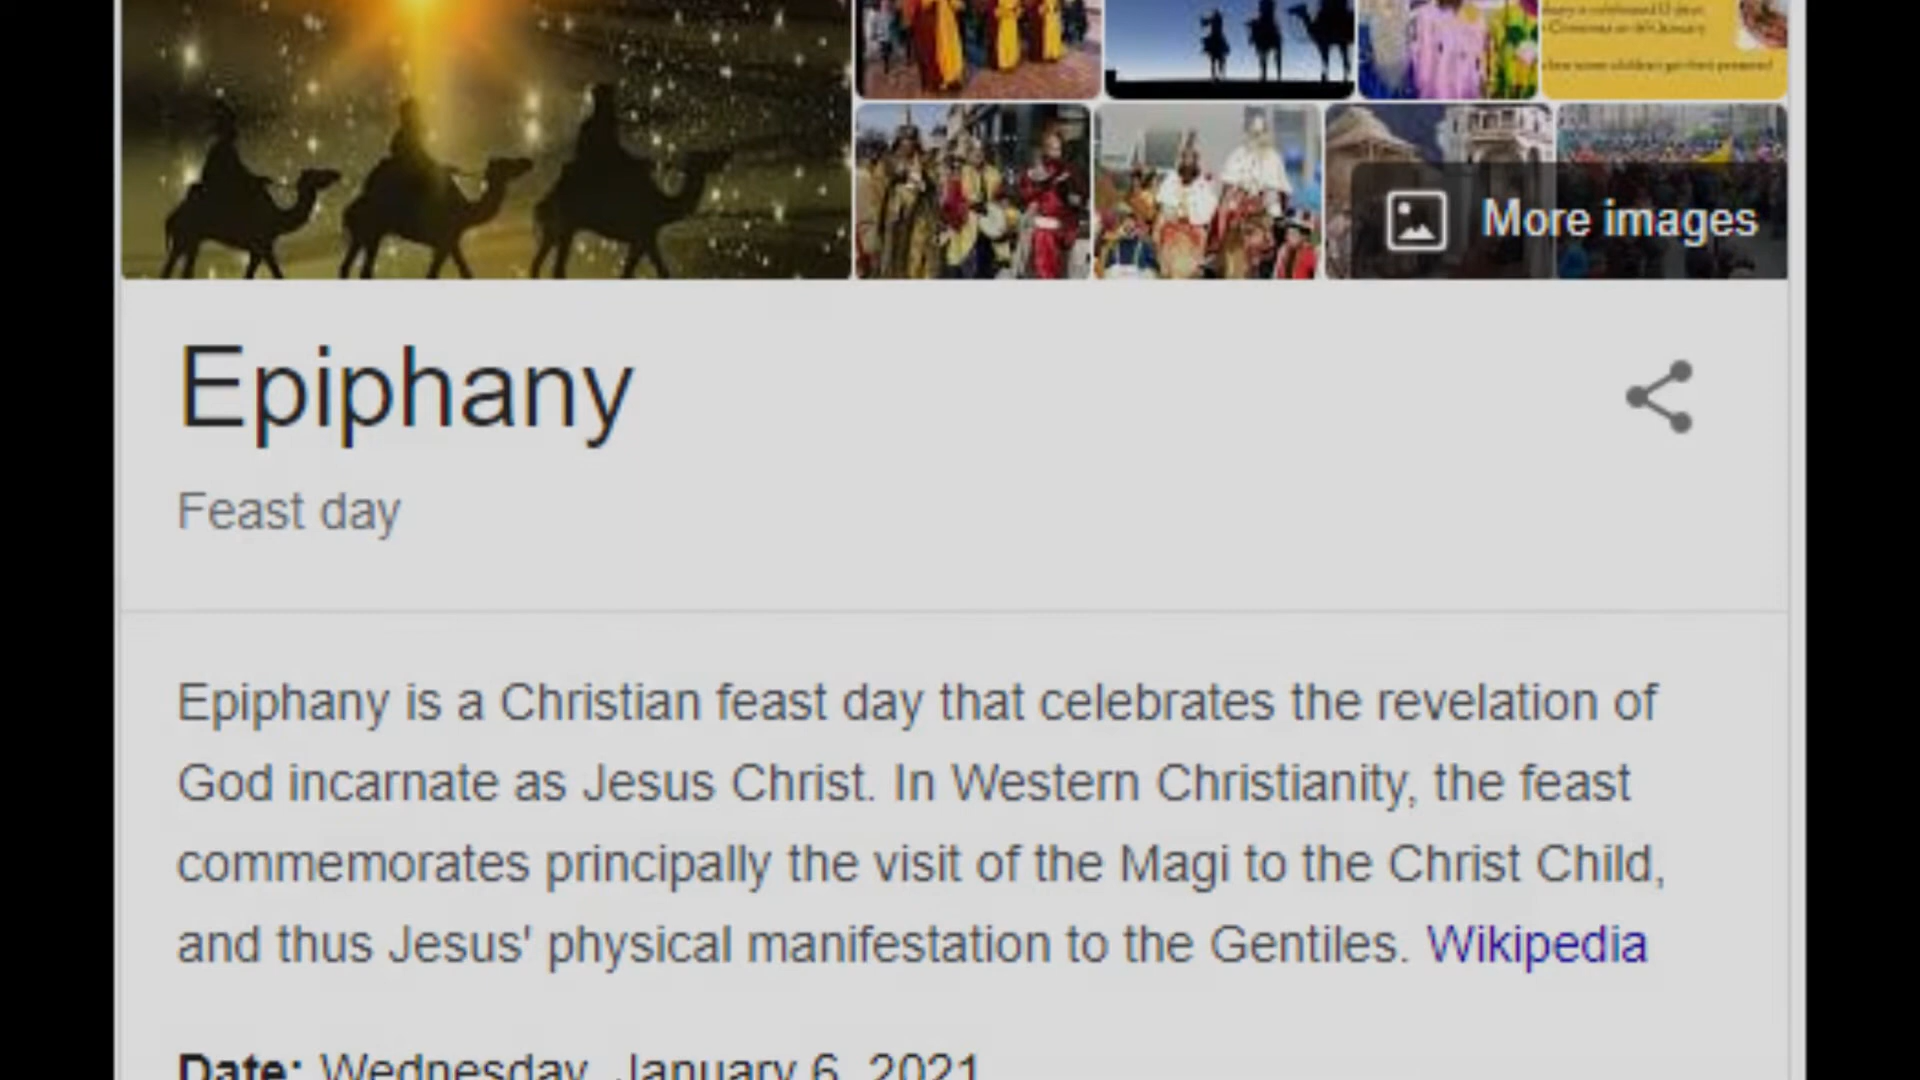 More images
Epiphany
Feast day
Epiphany is a Christian feast day that celebrates the revelation of
God incarnate as Jesus Christ. In Western Christianity, the feast
commemorates principally the visit of the Magi to the Christ Child,
and thus Jesus' physical manifestation to the Gentiles. Wikipedia
Date: Wednesday, January 6, 2021